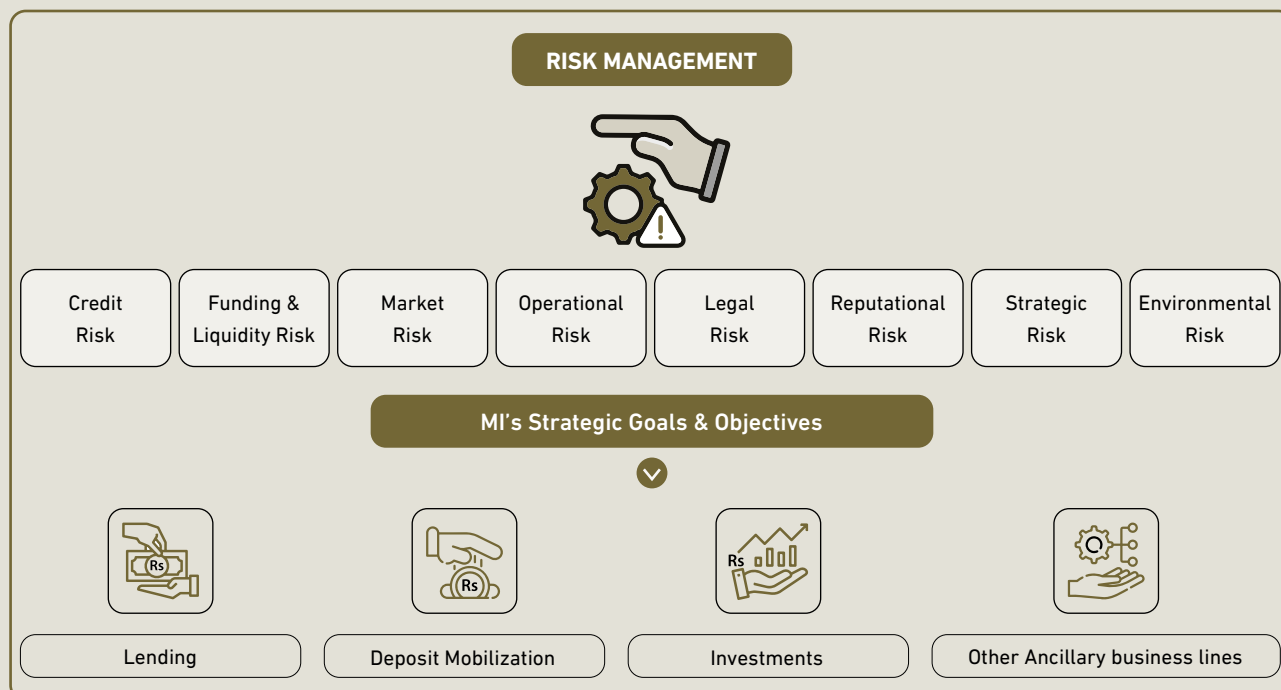 RISK MANAGEMENT
!
Credit
Risk
Funding &
Liquidity Risk
Market
Risk
Operational
Risk
Legal
Risk
Reputational
Risk
Strategic
Risk
Environmental
Risk
MI’s Strategic Goals & Objectives
Rs
Rs
Rs
Lending
Deposit Mobilization
Investments
Other Ancillary business lines